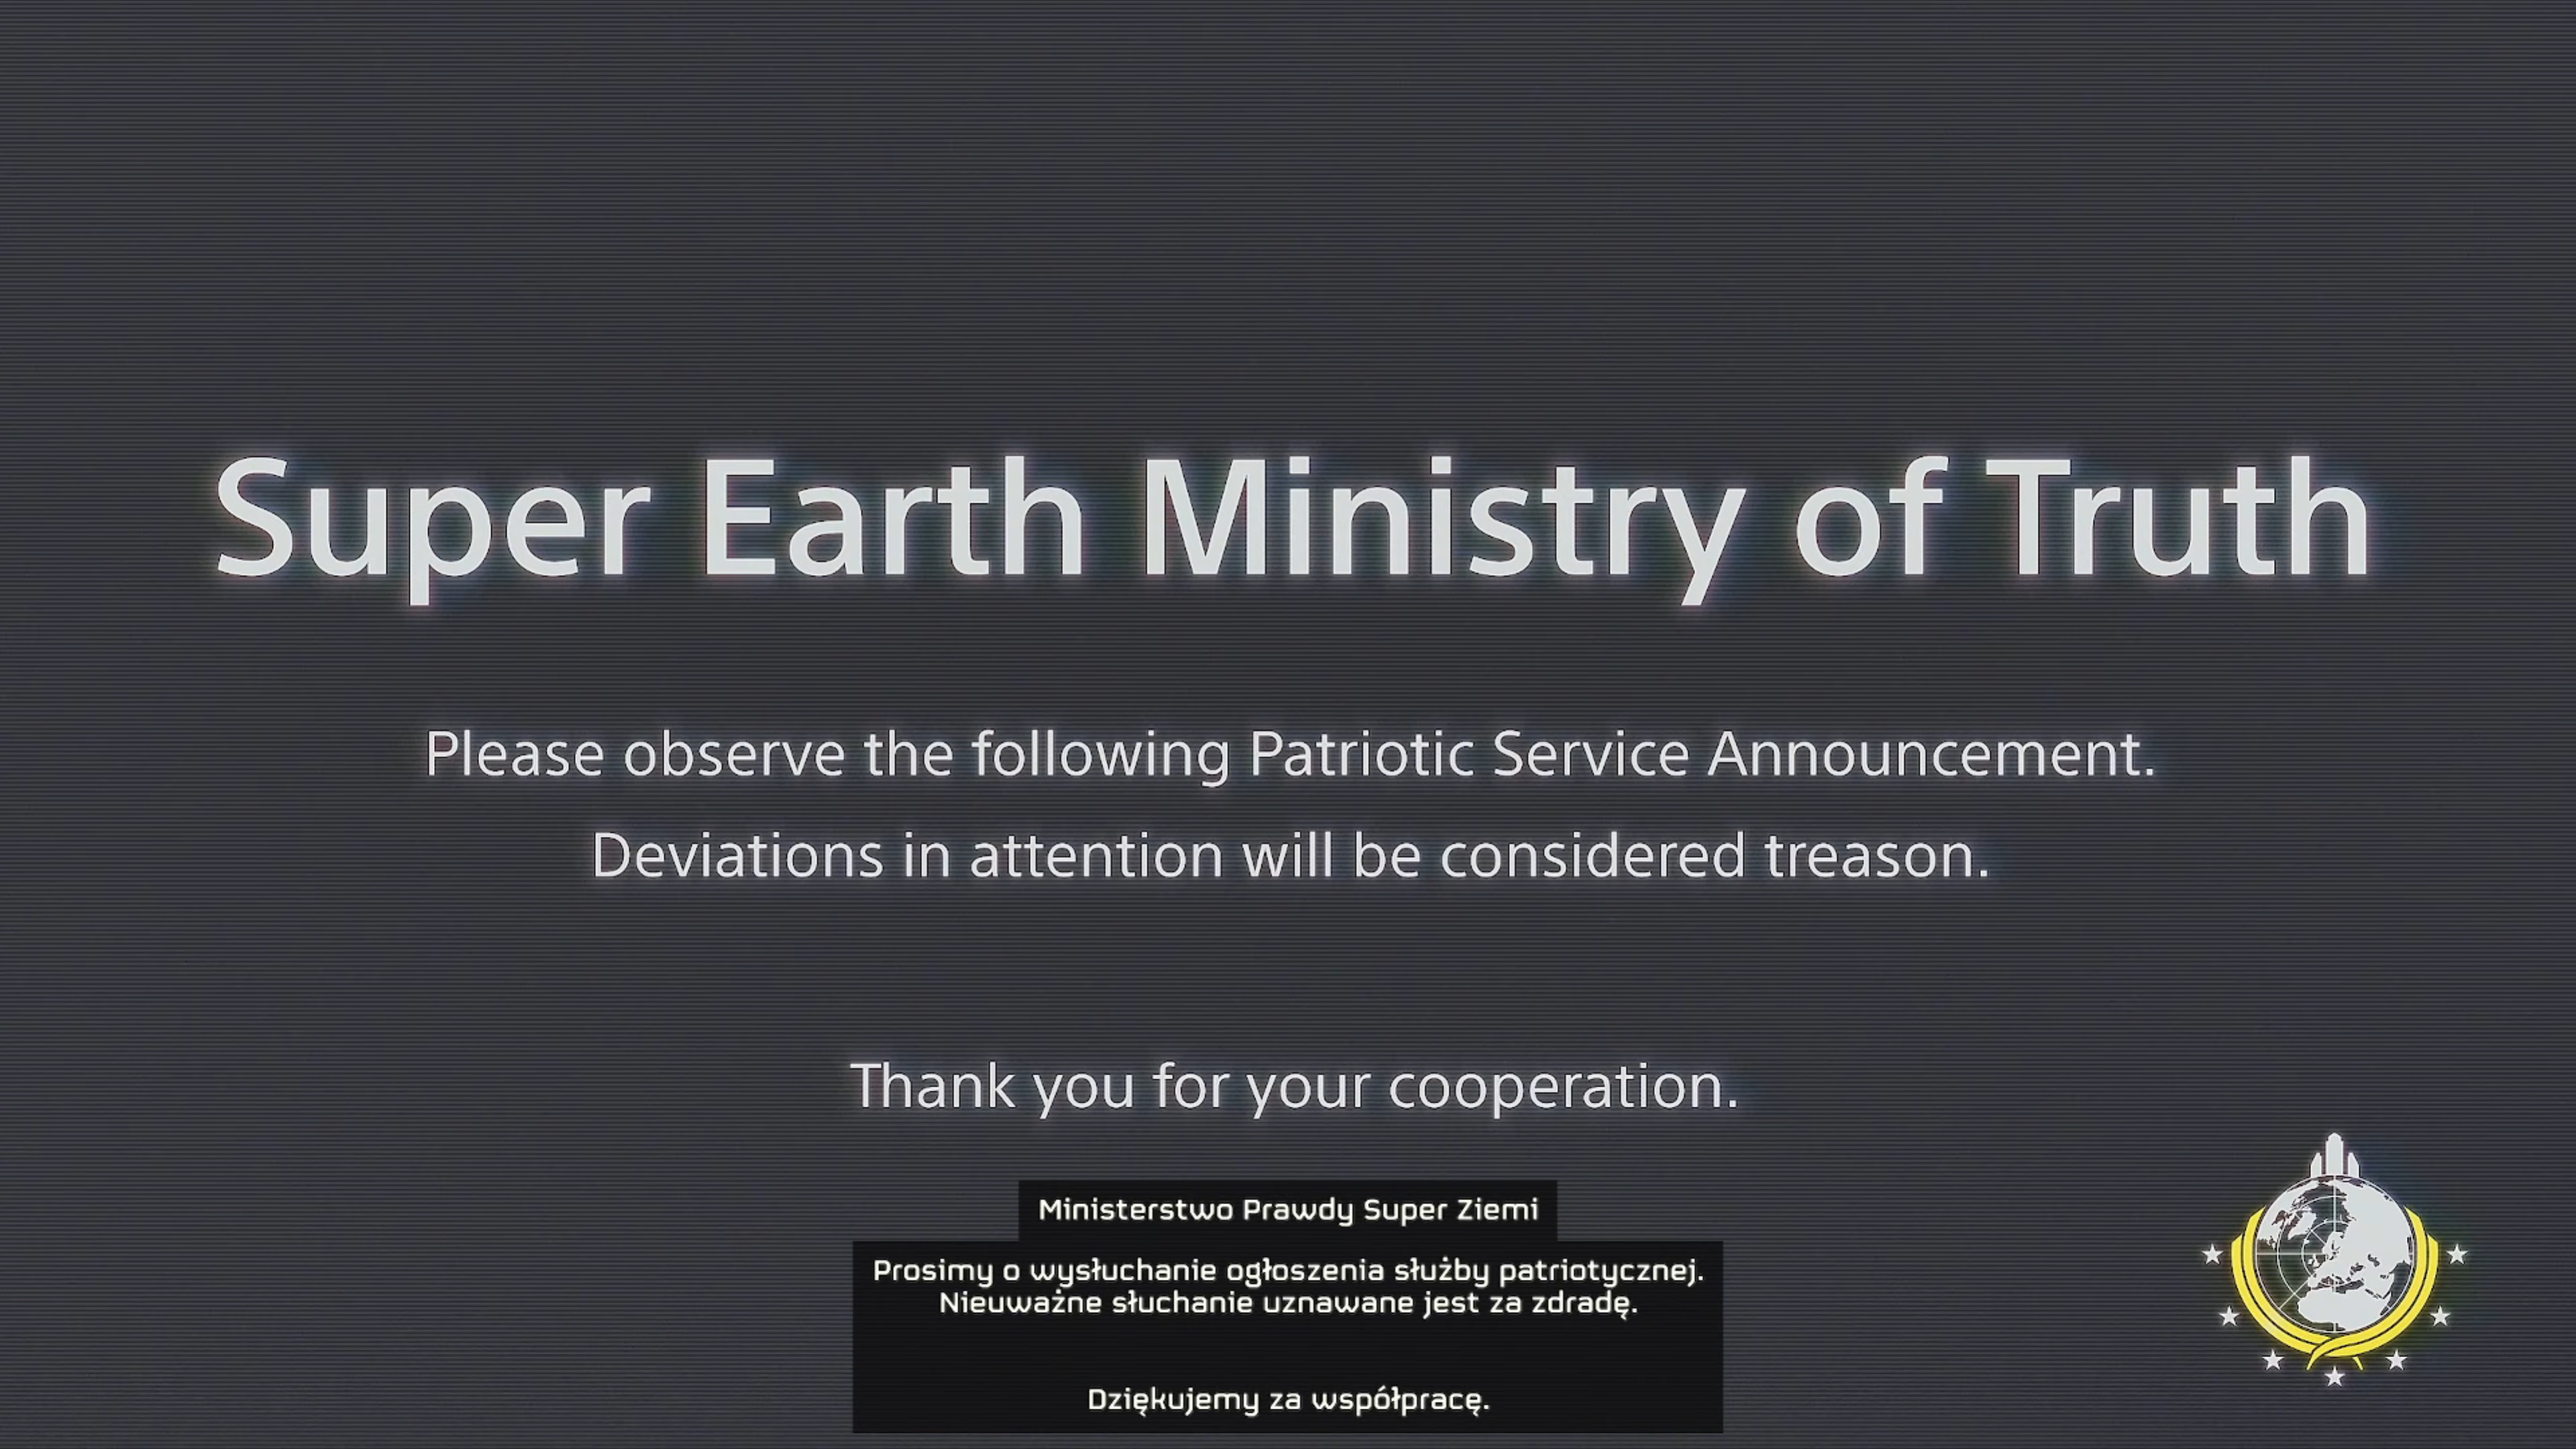 Super Earth Ministry of Truth
Please observe the following Patriotic Service Announcement.
Deviations in attention will be considered treason.
Thank you for your cooperation.
Ministerstwo Prawdy Super Ziemi
Prosimy o wysłuchanie ogłoszenia służby patriotycznej.
Nieuważne słuchanie uznawane jest za zdradę.
Dziękujemy za współpracę.